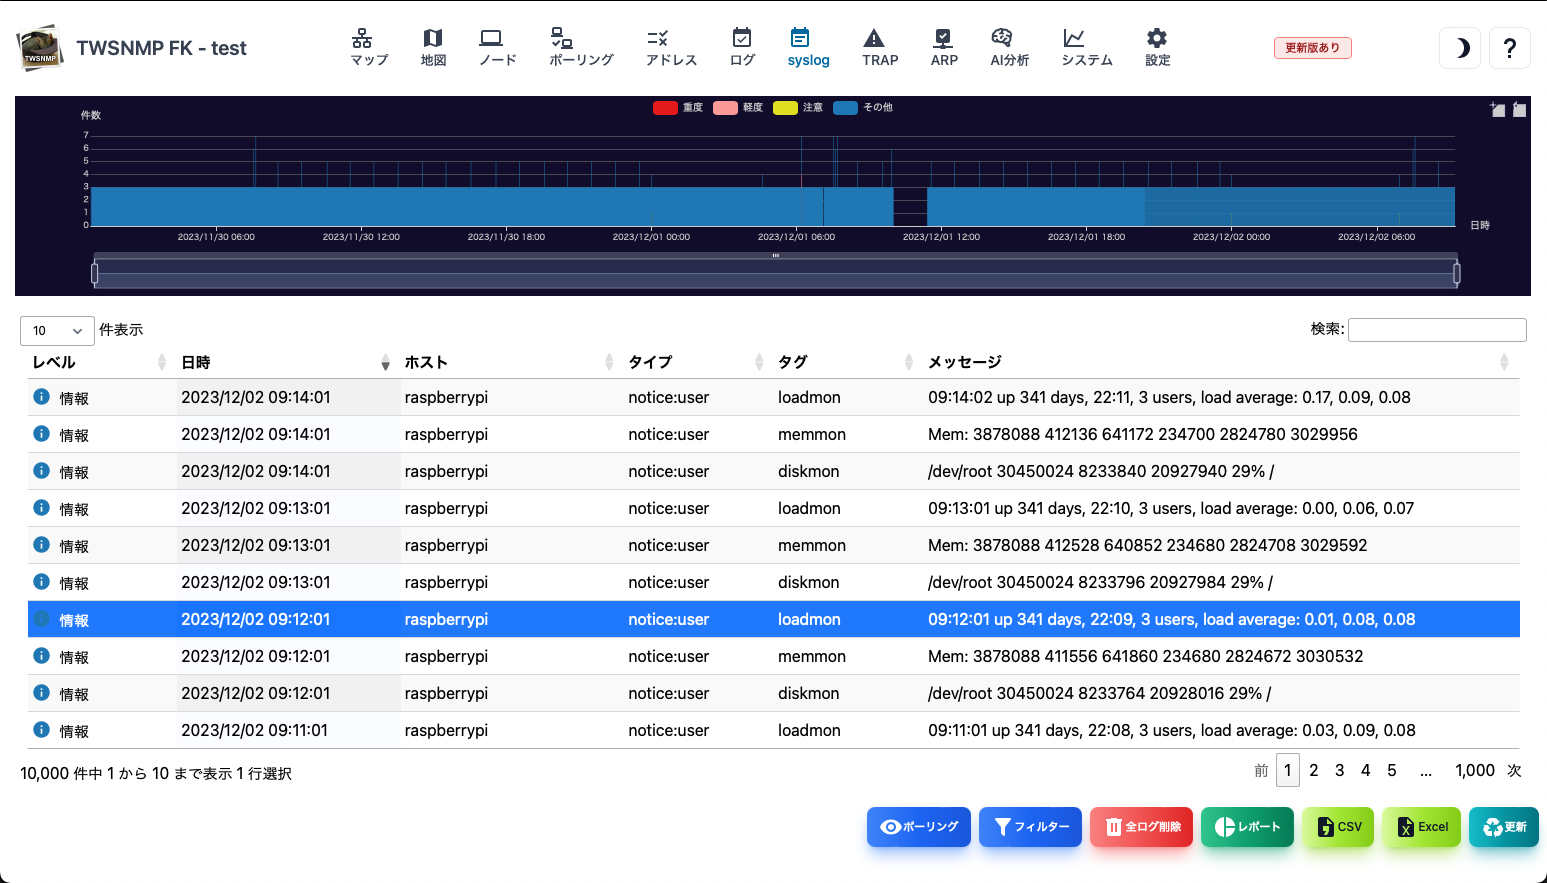 TWSNMP
TWSNMP FK - test
マップ 地図 ノード ポーリング アドレス ログ syslog TRAP ARP AI分析 システム 設定
更新版あり
?
重度 軽度 注意 その他
件数
7
6
5
4
3
2
1
0
日時
2023/11/30 06:00 2023/11/30 12:00 2023/11/30 18:00 2023/12/01 00:00 2023/12/01 06:00 2023/12/01 12:00 2023/12/01 18:00 2023/12/02 00:00 2023/12/02 06:00
10 件表示 検索:
レベル 日時 ホスト タイプ タグ メッセージ
情報 2023/12/02 09:14:01 raspberrypi notice:user loadmon 09:14:02 up 341 days, 22:11, 3 users, load average: 0.17, 0.09, 0.08
情報 2023/12/02 09:14:01 raspberrypi notice:user memmon Mem: 3878088 412136 641172 234700 2824780 3029956
情報 2023/12/02 09:14:01 raspberrypi notice:user diskmon /dev/root 30450024 8233840 20927940 29% /
情報 2023/12/02 09:13:01 raspberrypi notice:user loadmon 09:13:01 up 341 days, 22:10, 3 users, load average: 0.00, 0.06, 0.07
情報 2023/12/02 09:13:01 raspberrypi notice:user memmon Mem: 3878088 412528 640852 234680 2824708 3029592
情報 2023/12/02 09:13:01 raspberrypi notice:user diskmon /dev/root 30450024 8233796 20927984 29% /
情報 2023/12/02 09:12:01 raspberrypi notice:user loadmon 09:12:01 up 341 days, 22:09, 3 users, load average: 0.01, 0.08, 0.08
情報 2023/12/02 09:12:01 raspberrypi notice:user memmon Mem: 3878088 411556 641860 234680 2824672 3030532
情報 2023/12/02 09:12:01 raspberrypi notice:user diskmon /dev/root 30450024 8233764 20928016 29% /
情報 2023/12/02 09:11:01 raspberrypi notice:user loadmon 09:11:01 up 341 days, 22:08, 3 users, load average: 0.03, 0.09, 0.08
10,000 件中 1 から 10 まで表示 1 行選択 前 1 2 3 4 5 ... 1,000 次
ポーリング フィルター 全ログ削除 レポート CSV Excel 更新